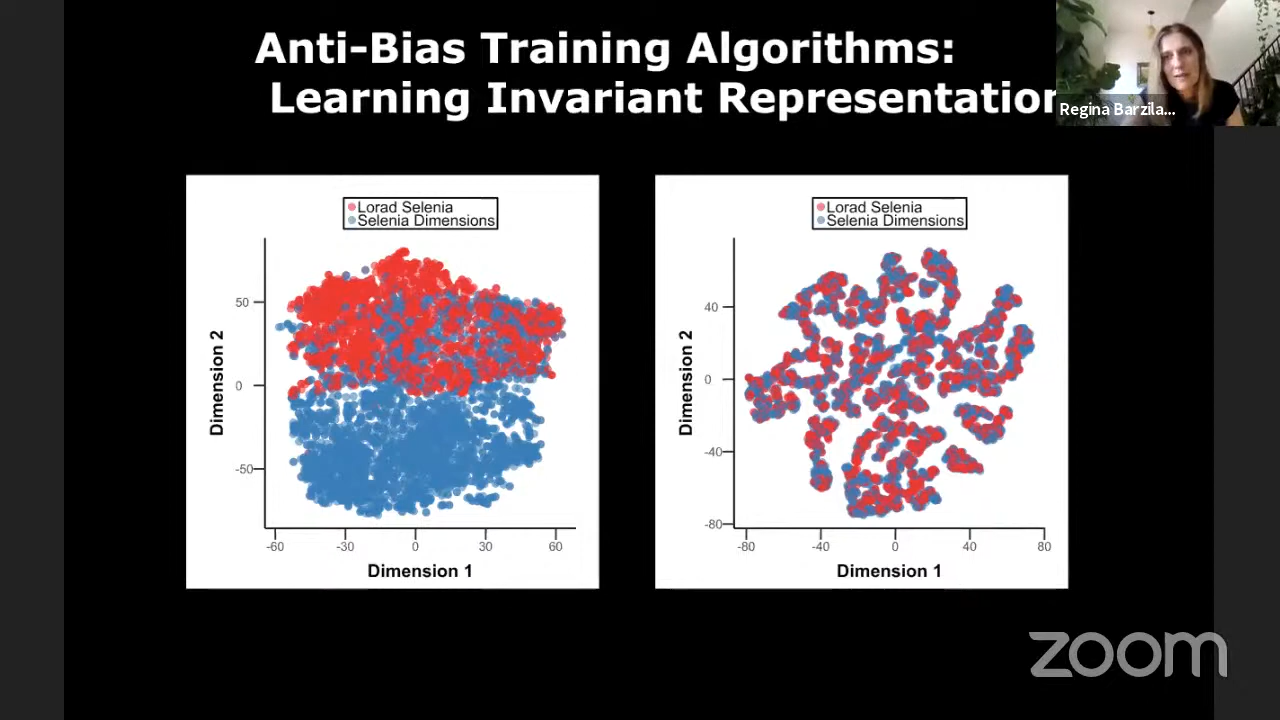 Anti-Bias Training Algorithms:
Learning Invariant Representation
Regina Barzila...
Lorad Selenia
Selenia Dimensions
50
0
-50
Dimension 2
-60
-30
0
30
60
Dimension 1
Lorad Selenia
Selenia Dimensions
40
0
-40
-80
Dimension 2
-80
-40
0
40
80
Dimension 1
zoom